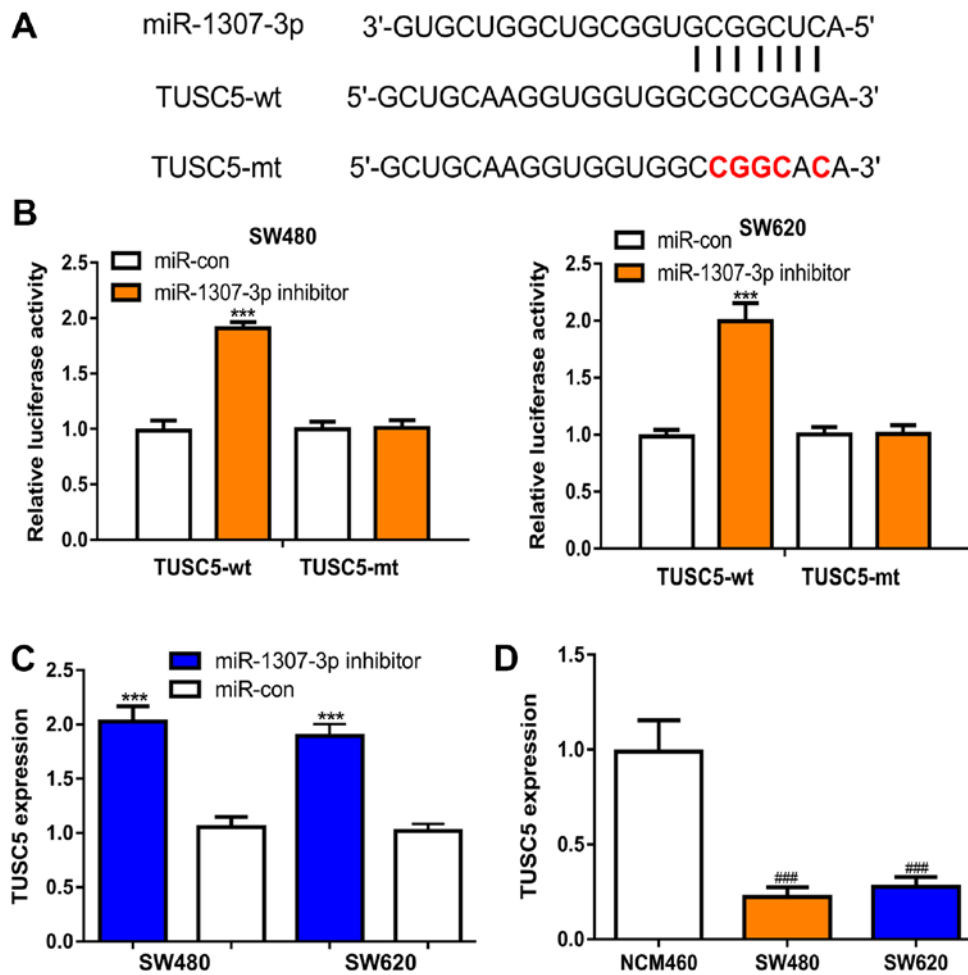 A
miR-1307-3p 3'-GUGCUGGCUGCGGUGCGGCUCA-5'
TUSC5-wt 5'-GCUGCAAGGUGGUGGCGCCGAGA-3'
TUSC5-mt 5'-GCUGCAAGGUGGUGGCCGGCACA-3'
B
SW480
miR-con
miR-1307-3p inhibitor
Relative luciferase activity
2.5
2.0
1.5
1.0
0.5
0.0
***
TUSC5-wt TUSC5-mt
SW620
miR-con
miR-1307-3p inhibitor
Relative luciferase activity
2.5
2.0
1.5
1.0
0.5
0.0
***
TUSC5-wt TUSC5-mt
C
miR-1307-3p inhibitor
miR-con
TUSC5 expression
2.5
2.0
1.5
1.0
0.5
0.0
*** ***
SW480 SW620
D
TUSC5 expression
1.5
1.0
0.5
0.0
### ###
NCM460 SW480 SW620